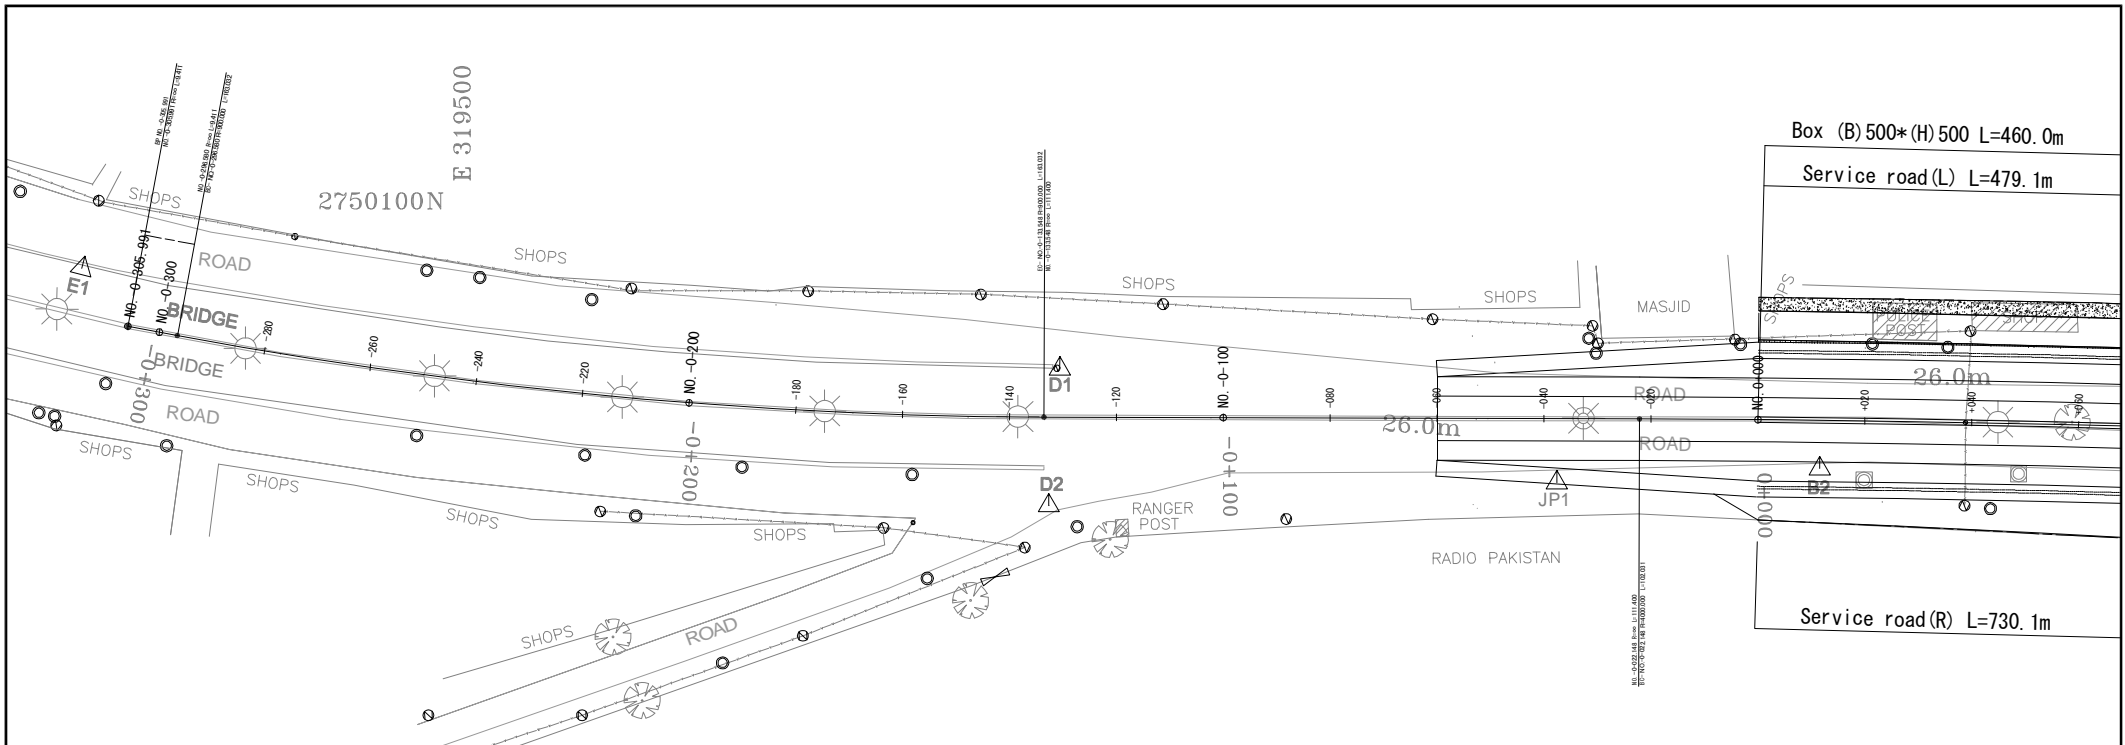 E 319500
2750100N
Box (B)500*(H)500 L=460.0m
Service road(L) L=479.1m
SHOPS
SHOPS
SHOPS
SHOPS
MASJID
SHOPS
ROAD
E1
BRIDGE
BRIDGE
ROAD
NO.-0-305.991
NO.-0-300
-280
-260
-240
-220
NO.-0-200
-180
-160
-140
-120
NO.-0-100
-080
-060
-040
-020
NO.+0+000
+020
+040
+060
POLICE
POST
SHOP
26.0m
26.0m
ROAD
ROAD
D1
D2
JP1
B2
-0+300
-0+200
-0+100
0+000
SHOPS
SHOPS
SHOPS
SHOPS
RANGER
POST
RADIO PAKISTAN
SHOPS
ROAD
Service road(R) L=730.1m